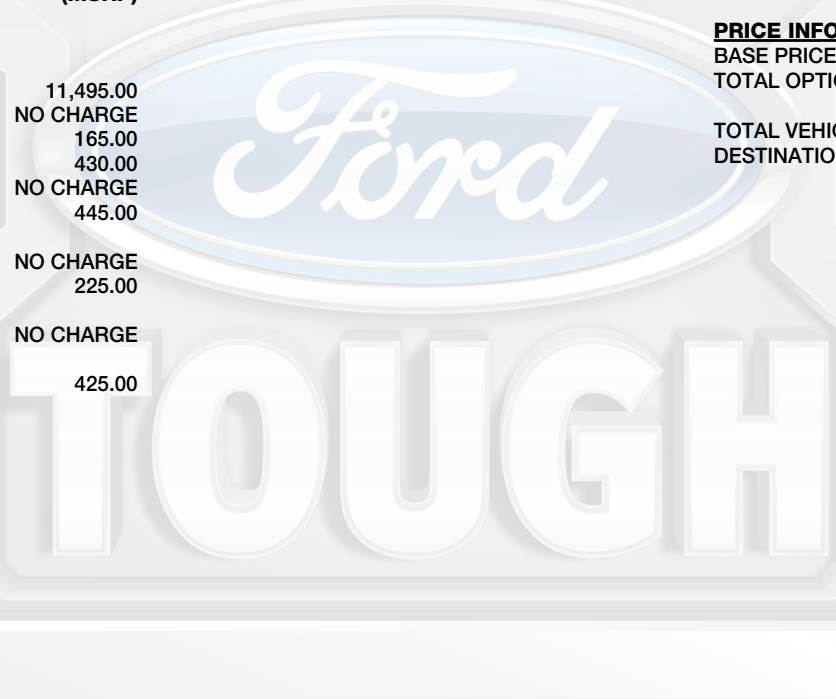 11,495.00
NO CHARGE
165.00
430.00
NO CHARGE
445.00
NO CHARGE
225.00
NO CHARGE
425.00
PRICE INFO
BASE PRICE
TOTAL OPTI
TOTAL VEHI
DESTINATIO
Ford
TOUGH